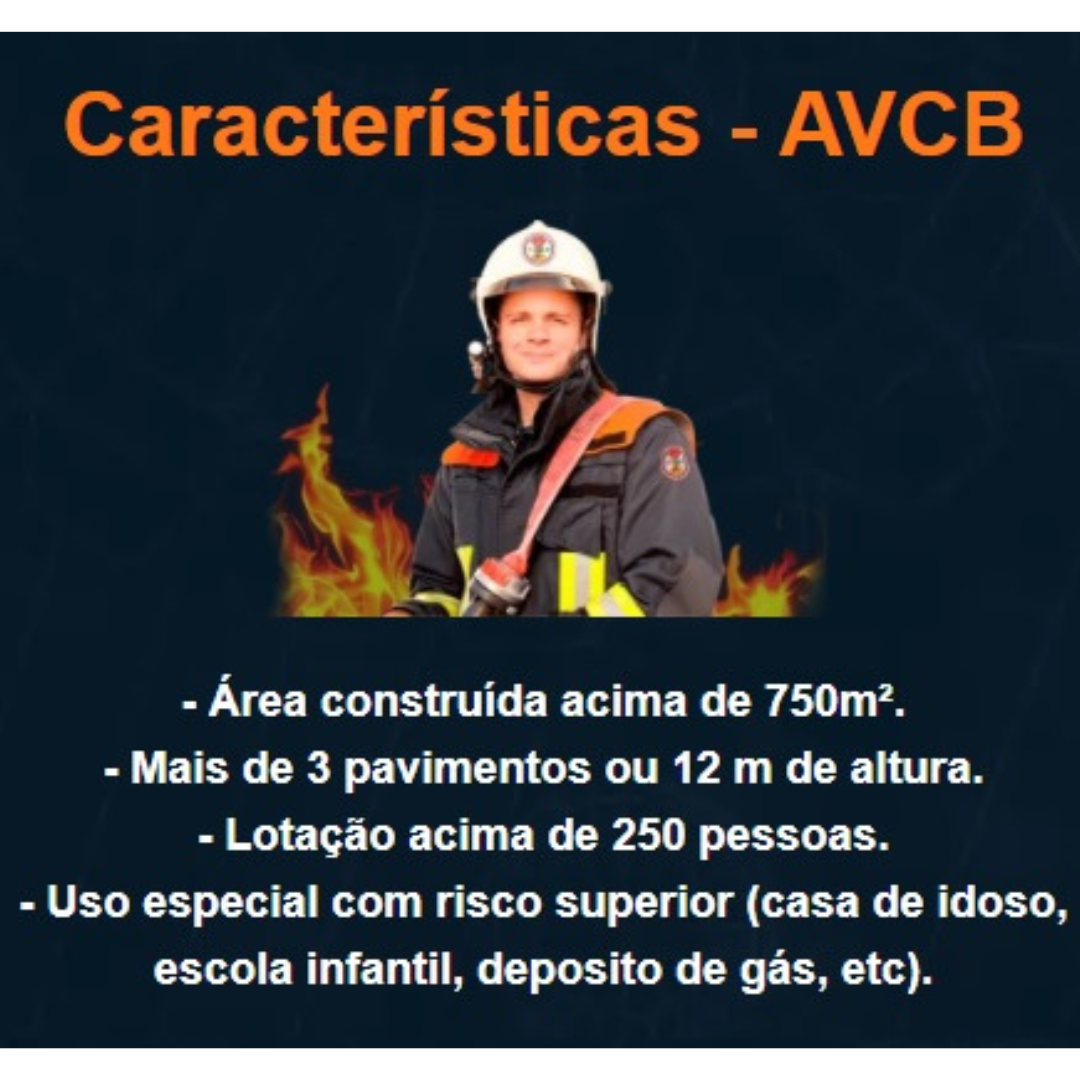 Características - AVCB
- Área construída acima de 750m².
- Mais de 3 pavimentos ou 12 m de altura.
- Lotação acima de 250 pessoas.
- Uso especial com risco superior (casa de idoso,
escola infantil, deposito de gás, etc).